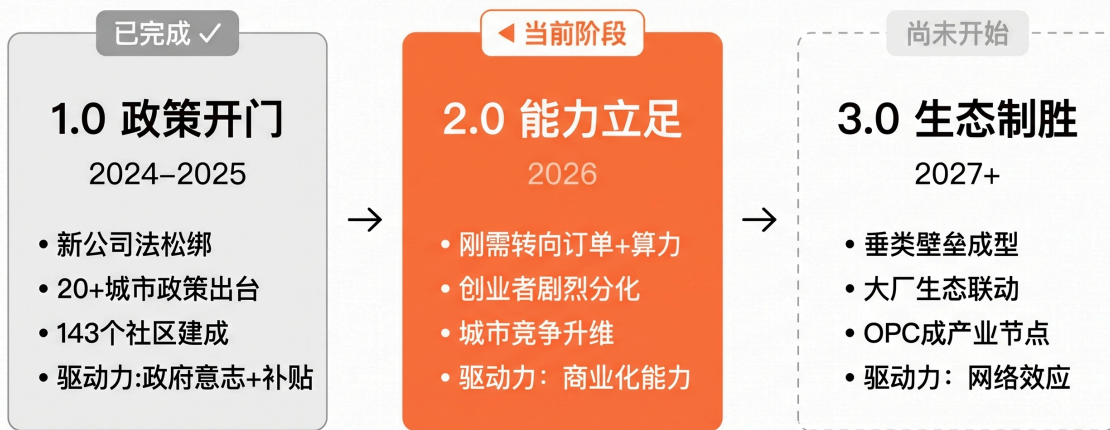 已完成 ✓
1.0 政策开门
2024–2025
• 新公司法松绑
• 20+城市政策出台
• 143个社区建成
• 驱动力:政府意志+补贴
→
◀ 当前阶段
2.0 能力立足
2026
• 刚需转向订单+算力
• 创业者剧烈分化
• 城市竞争升维
• 驱动力：商业化能力
→
尚未开始
3.0 生态制胜
2027+
• 垂类壁垒成型
• 大厂生态联动
• OPC成产业节点
• 驱动力：网络效应